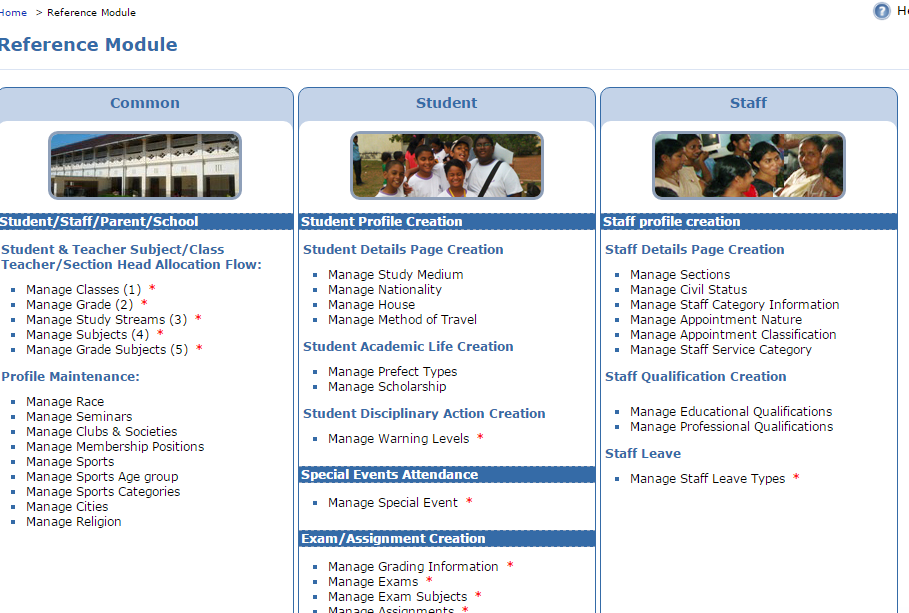 Home > Reference Module
Reference Module
Common
Student/Staff/Parent/School
Student & Teacher Subject/Class
Teacher/Section Head Allocation Flow:
Manage Classes (1) *
Manage Grade (2) *
Manage Study Streams (3) *
Manage Subjects (4) *
Manage Grade Subjects (5) *
Profile Maintenance:
Manage Race
Manage Seminars
Manage Clubs & Societies
Manage Membership Positions
Manage Sports
Manage Sports Age group
Manage Sports Categories
Manage Cities
Manage Religion
Student
Student Profile Creation
Student Details Page Creation
Manage Study Medium
Manage Nationality
Manage House
Manage Method of Travel
Student Academic Life Creation
Manage Prefect Types
Manage Scholarship
Student Disciplinary Action Creation
Manage Warning Levels *
Special Events Attendance
Manage Special Event *
Exam/Assignment Creation
Manage Grading Information *
Manage Exams *
Manage Exam Subjects *
Manage Assignments *
Staff
Staff profile creation
Staff Details Page Creation
Manage Sections
Manage Civil Status
Manage Staff Category Information
Manage Appointment Nature
Manage Appointment Classification
Manage Staff Service Category
Staff Qualification Creation
Manage Educational Qualifications
Manage Professional Qualifications
Staff Leave
Manage Staff Leave Types *